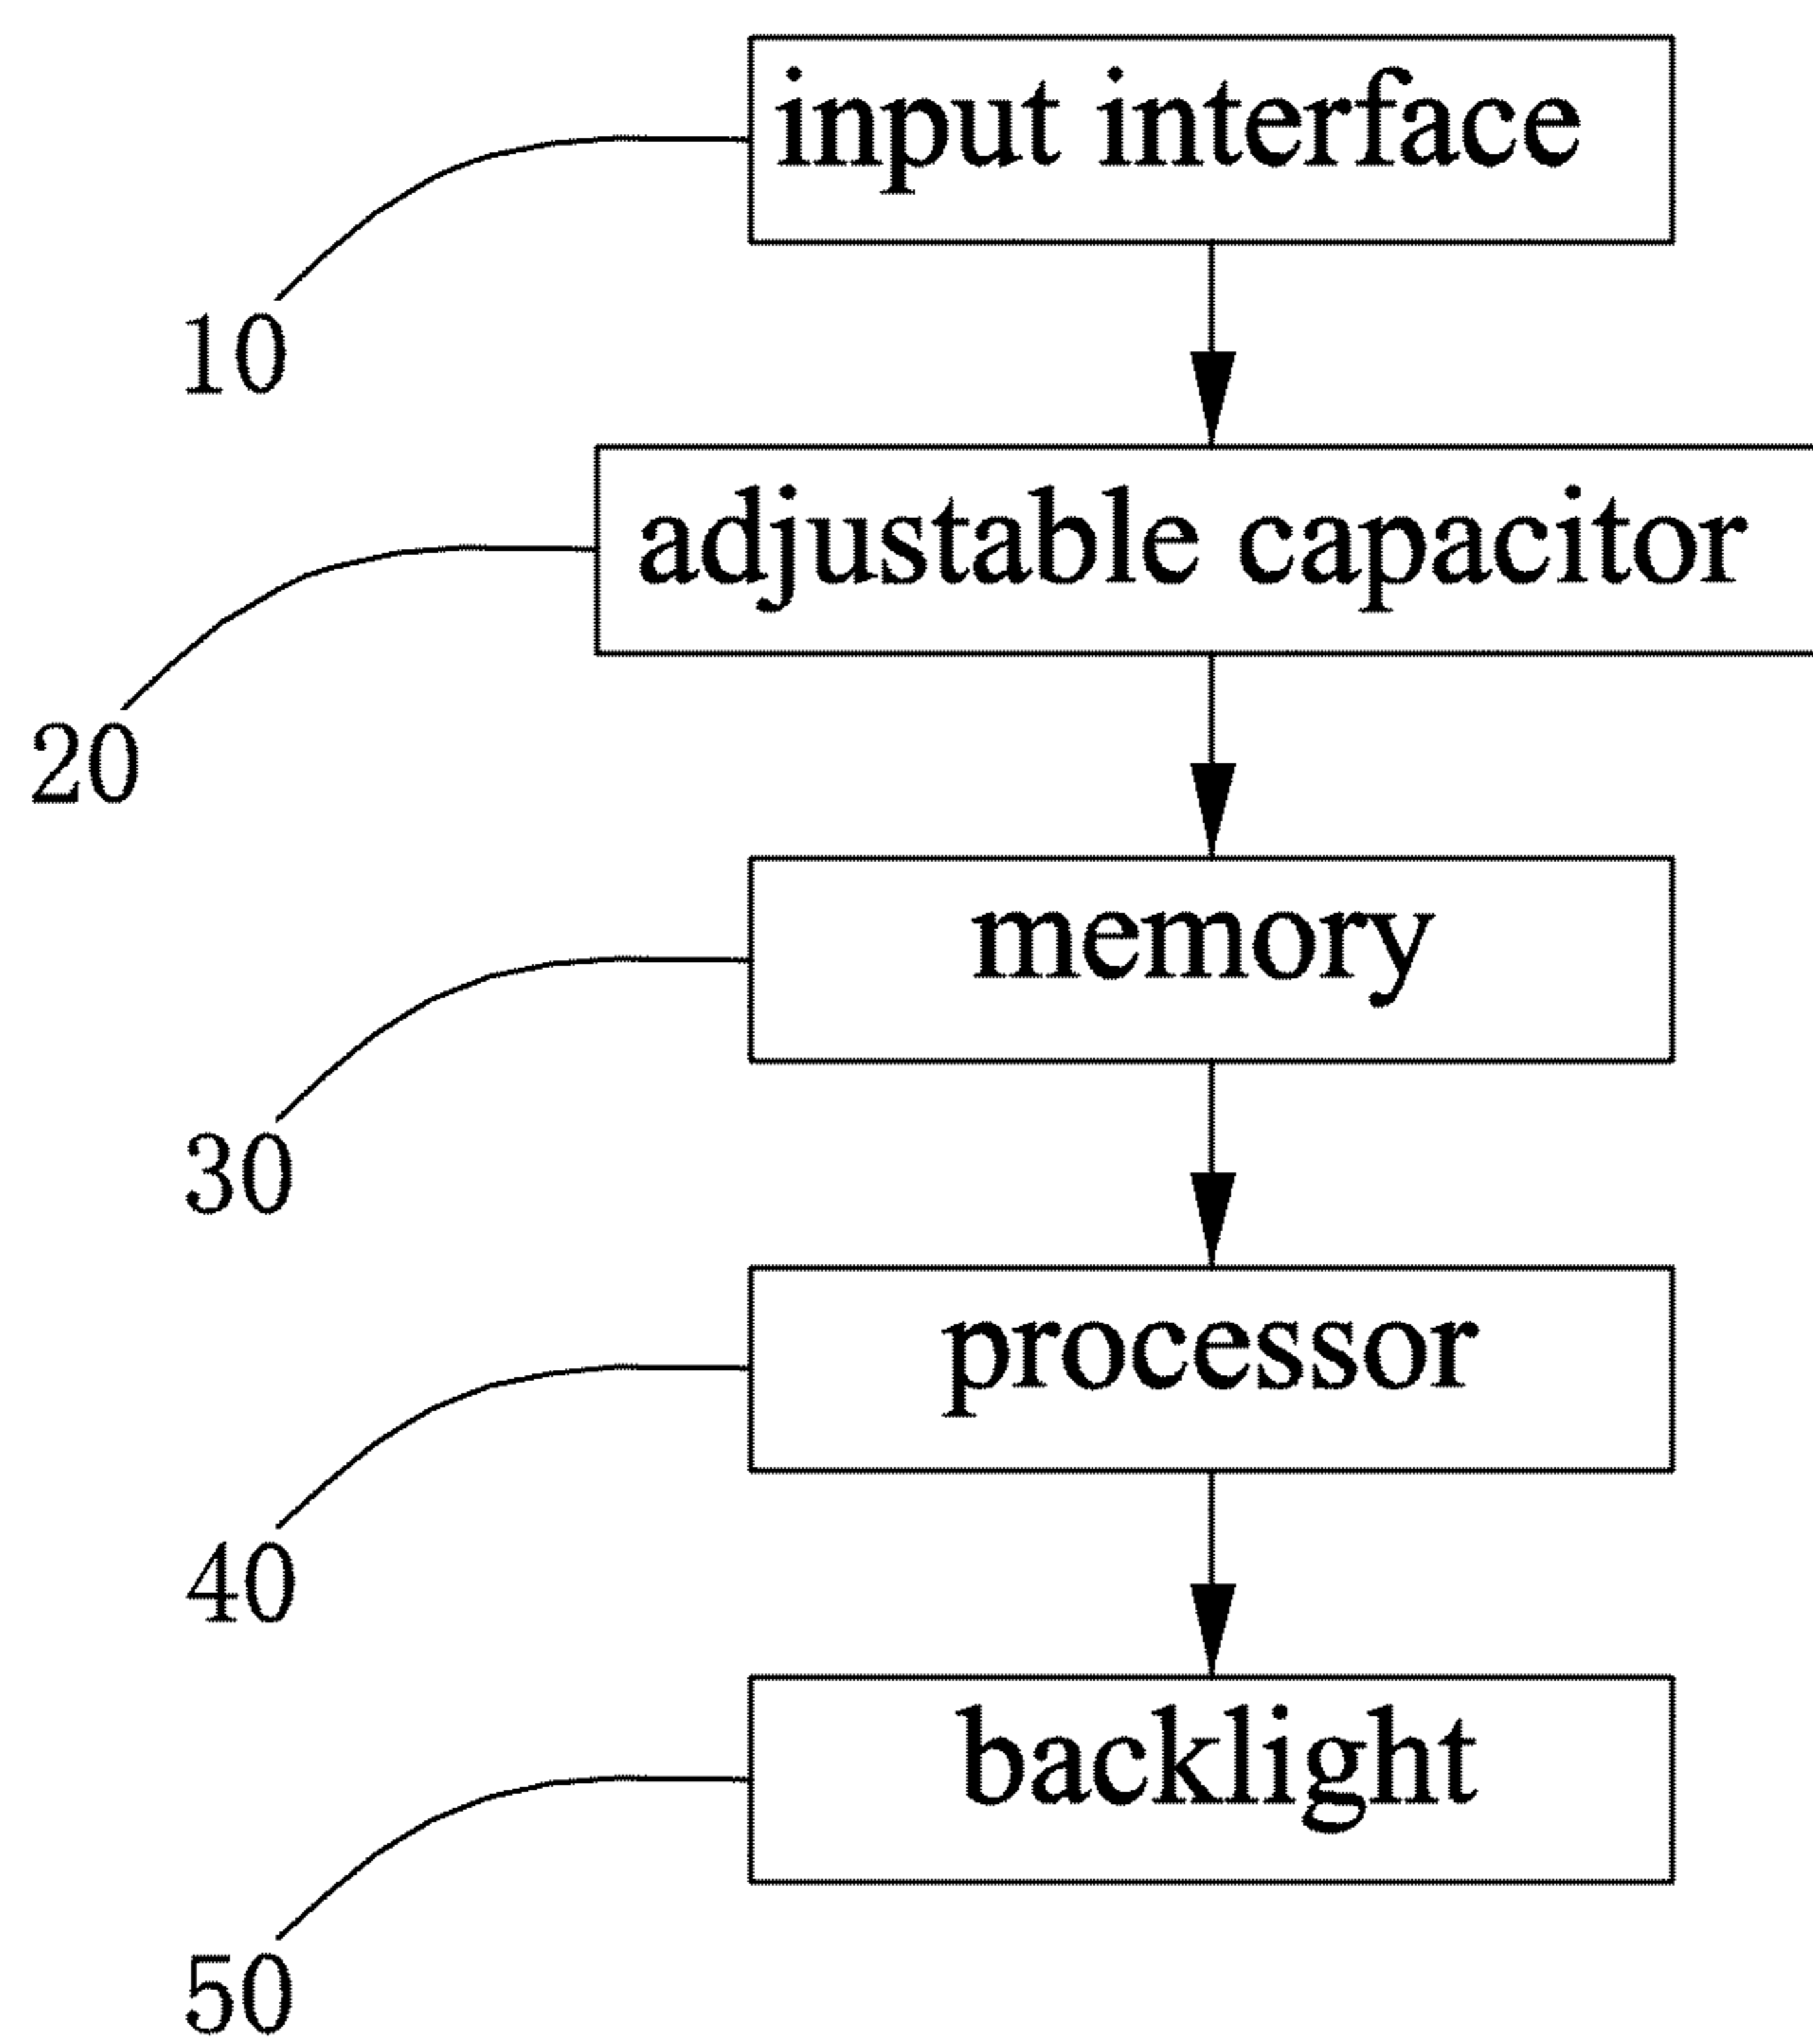 input interface
10
adjustable capacitor
20
memory
30
processor
40
backlight
50